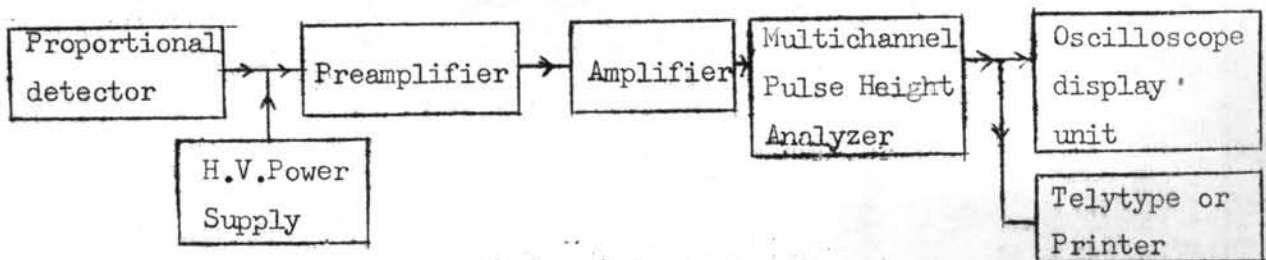 Proportional
detector
H.V.Power
Supply
Preamplifier
Amplifier
Multichannel
Pulse Height
Analyzer
Oscilloscope
display
unit
Telytype or
Printer